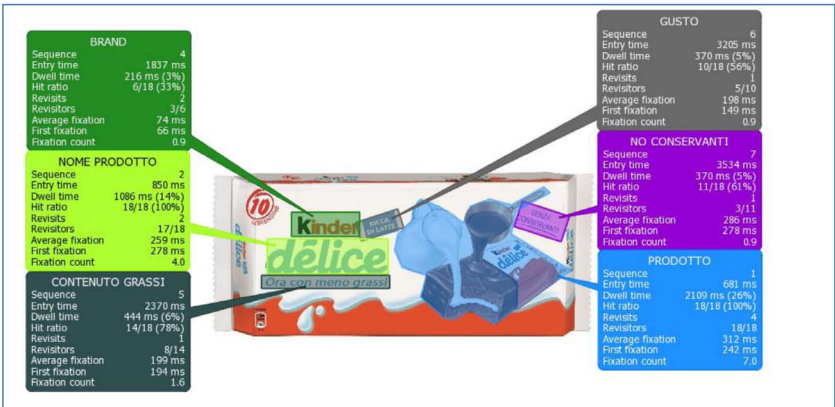 BRAND
Sequence 4
Entry time 1837 ms
Dwell time 216 ms (3%)
Hit ratio 6/18 (33%)
Revisits 2
Revisitors 3/6
Average fixation 74 ms
First fixation 66 ms
Fixation count 0.9
NOME PRODOTTO
Sequence 2
Entry time 850 ms
Dwell time 1086 ms (14%)
Hit ratio 18/18 (100%)
Revisits 2
Revisitors 17/18
Average fixation 259 ms
First fixation 278 ms
Fixation count 4.0
CONTENUTO GRASSI
Sequence 5
Entry time 2370 ms
Dwell time 444 ms (6%)
Hit ratio 14/18 (78%)
Revisits 1
Revisitors 8/14
Average fixation 199 ms
First fixation 194 ms
Fixation count 1.6
10
Kinder
RICCA
DI LATTE
délice
Ora con meno grassi
délice
SENZA
CONSERVANTI
Kinder
délice
GUSTO
Sequence 6
Entry time 3205 ms
Dwell time 370 ms (5%)
Hit ratio 10/18 (56%)
Revisits 1
Revisitors 5/10
Average fixation 198 ms
First fixation 149 ms
Fixation count 0.9
NO CONSERVANTI
Sequence 7
Entry time 3534 ms
Dwell time 370 ms (5%)
Hit ratio 11/18 (61%)
Revisits 1
Revisitors 3/11
Average fixation 286 ms
First fixation 278 ms
Fixation count 0.9
PRODOTTO
Sequence 1
Entry time 681 ms
Dwell time 2109 ms (26%)
Hit ratio 18/18 (100%)
Revisits 4
Revisitors 18/18
Average fixation 312 ms
First fixation 242 ms
Fixation count 7.0